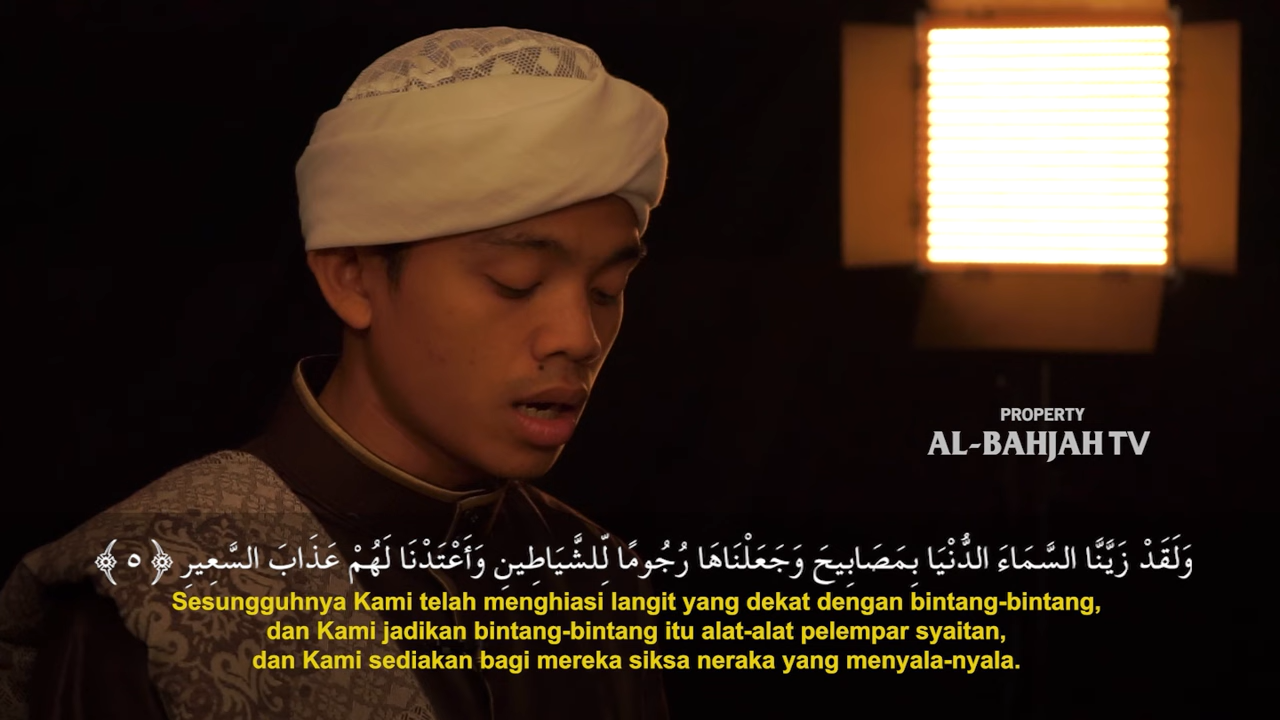 PROPERTY
AL-BAHJAH TV
وَلَقَدْ زَيَّنَّا السَّمَاءَ الدُّنْيَا بِمَصَابِيحَ وَجَعَلْنَاهَا رُجُومًا لِّلشَّيَاطِينِ وَأَعْتَدْنَا لَهُمْ عَذَابَ السَّعِيرِ ﴿٥﴾
Sesungguhnya Kami telah menghiasi langit yang dekat dengan bintang-bintang,
dan Kami jadikan bintang-bintang itu alat-alat pelempar syaitan,
dan Kami sediakan bagi mereka siksa neraka yang menyala-nyala.